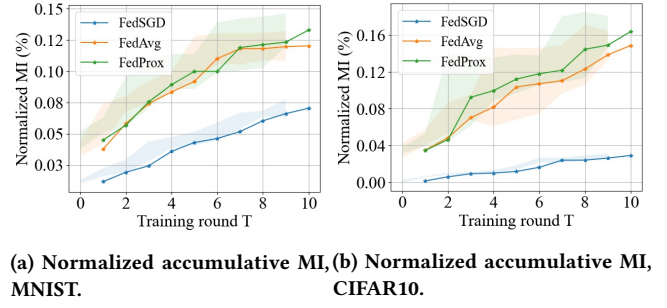 0.15
0.12
0.10
0.08
0.05
0.03
Normalized MI (%)
FedSGD
FedAvg
FedProx
0 2 4 6 8 10
Training round T
0.16
0.12
0.08
0.04
0.00
Normalized MI (%)
FedSGD
FedAvg
FedProx
0 2 4 6 8 10
Training round T
(a) Normalized accumulative MI,
MNIST.
(b) Normalized accumulative MI,
CIFAR10.